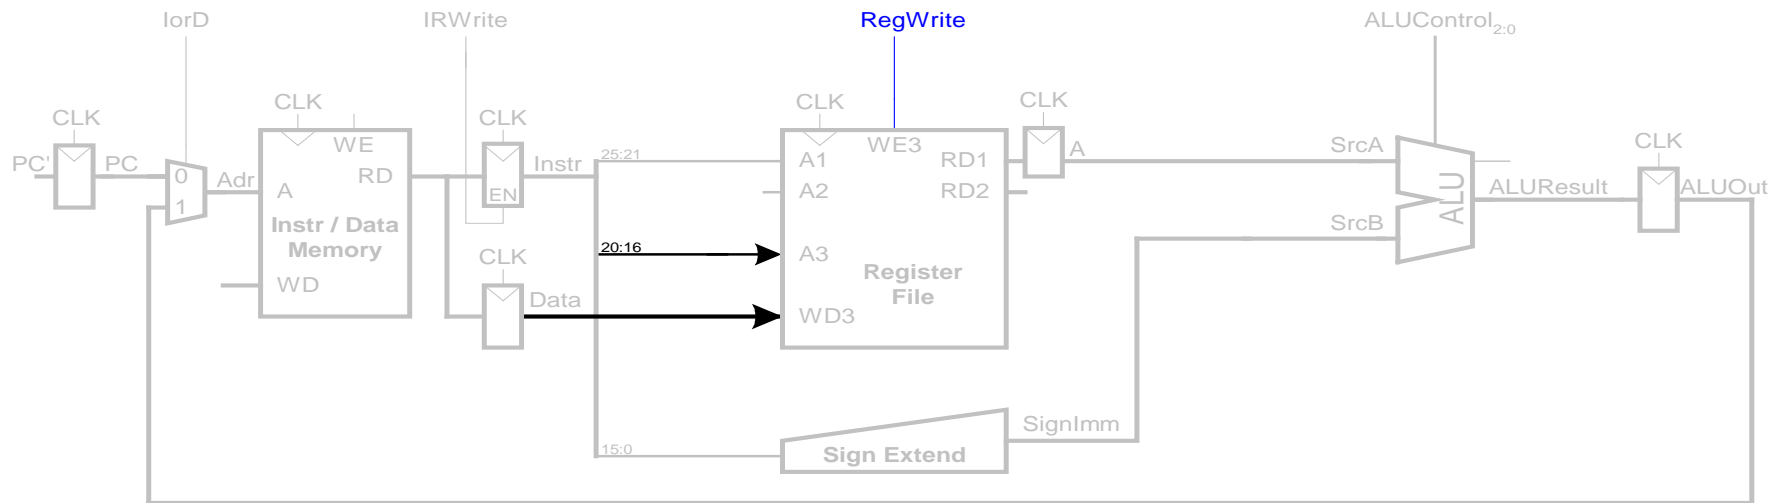 IorD
IRWrite
RegWrite
ALUControl2:0
CLK
CLK
CLK
CLK
CLK
CLK
PC'
PC
0
1
Adr
WE
A
RD
Instr / Data
Memory
WD
EN
Instr
CLK
Data
25:21
20:16
15:0
A1
A2
A3
WD3
WE3
RD1
RD2
Register
File
A
SignImm
Sign Extend
SrcA
SrcB
ALU
ALUResult
ALUOut